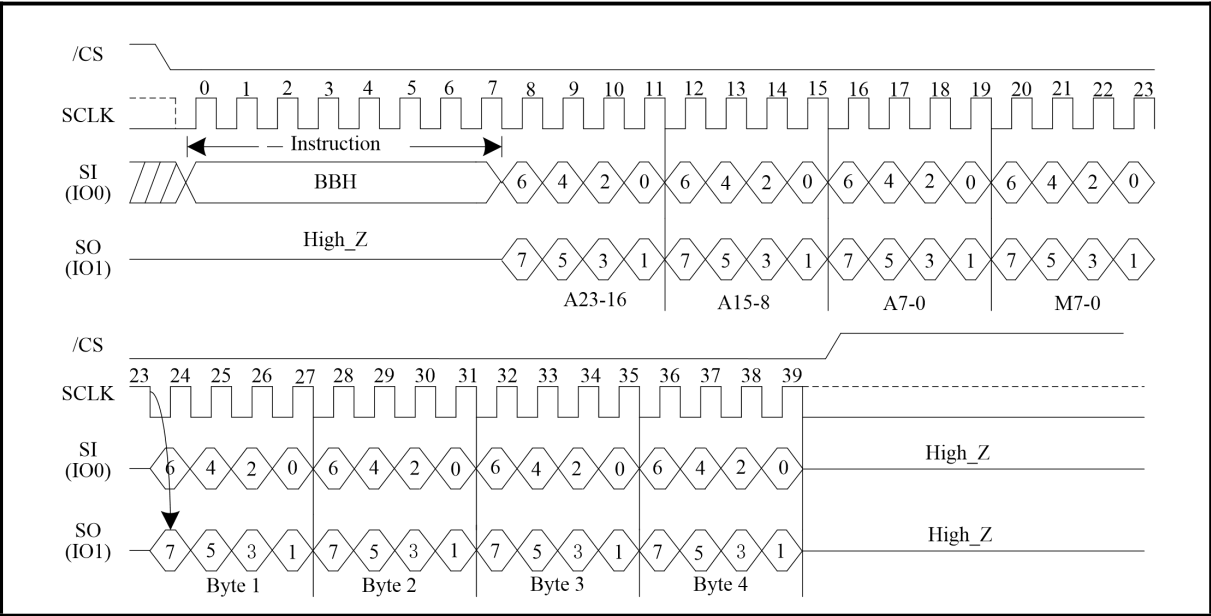 /CS
0 1 2 3 4 5 6 7 8 9 10 11 12 13 14 15 16 17 18 19 20 21 22 23
SCLK
Instruction
SI
(IO0)
BBH 6 4 2 0 6 4 2 0 6 4 2 0 6 4 2 0
High_Z
SO
(IO1)
7 5 3 1 7 5 3 1 7 5 3 1 7 5 3 1
A23-16 A15-8 A7-0 M7-0
/CS
23 24 25 26 27 28 29 30 31 32 33 34 35 36 37 38 39
SCLK
SI
(IO0)
6 4 2 0 6 4 2 0 6 4 2 0 6 4 2 0 High_Z
SO
(IO1)
7 5 3 1 7 5 3 1 7 5 3 1 7 5 3 1 High_Z
Byte 1 Byte 2 Byte 3 Byte 4